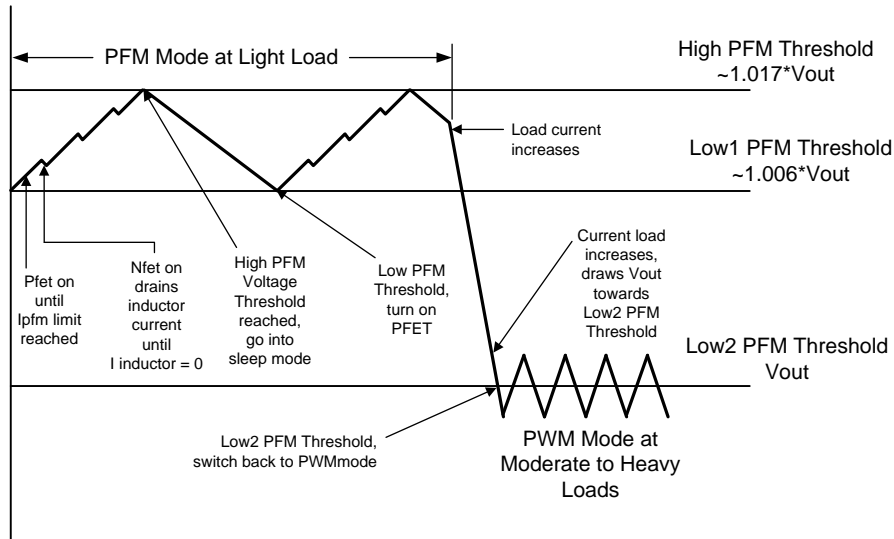 PFM Mode at Light Load
High PFM Threshold
~1.017*Vout
Load current
increases
Low1 PFM Threshold
~1.006*Vout
Pfet on
until
Ipfm limit
reached
Nfet on
drains
inductor
current
until
I inductor = 0
High PFM
Voltage
Threshold
reached,
go into
sleep mode
Low PFM
Threshold,
turn on
PFET
Current load
increases,
draws Vout
towards
Low2 PFM
Threshold
Low2 PFM Threshold
Vout
Low2 PFM Threshold,
switch back to PWMmode
PWM Mode at
Moderate to Heavy
Loads